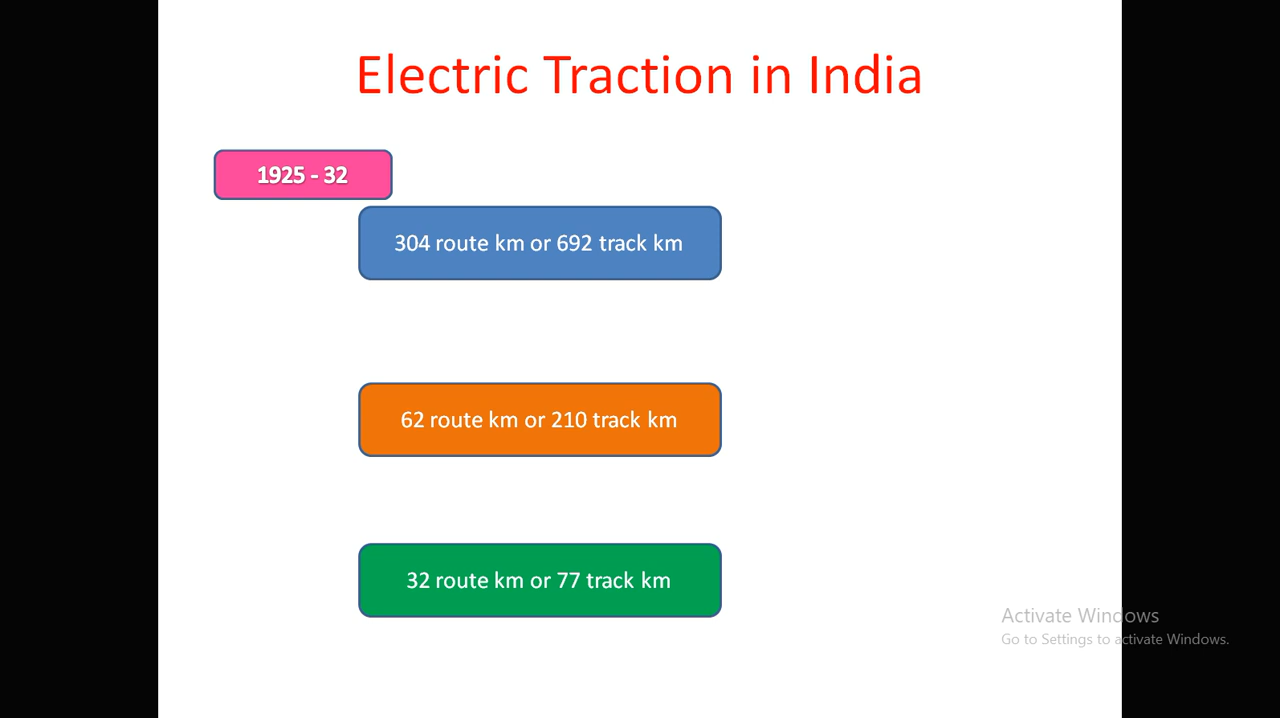 Electric Traction in India
1925 - 32
304 route km or 692 track km
62 route km or 210 track km
32 route km or 77 track km
Activate Windows
Go to Settings to activate Windows.